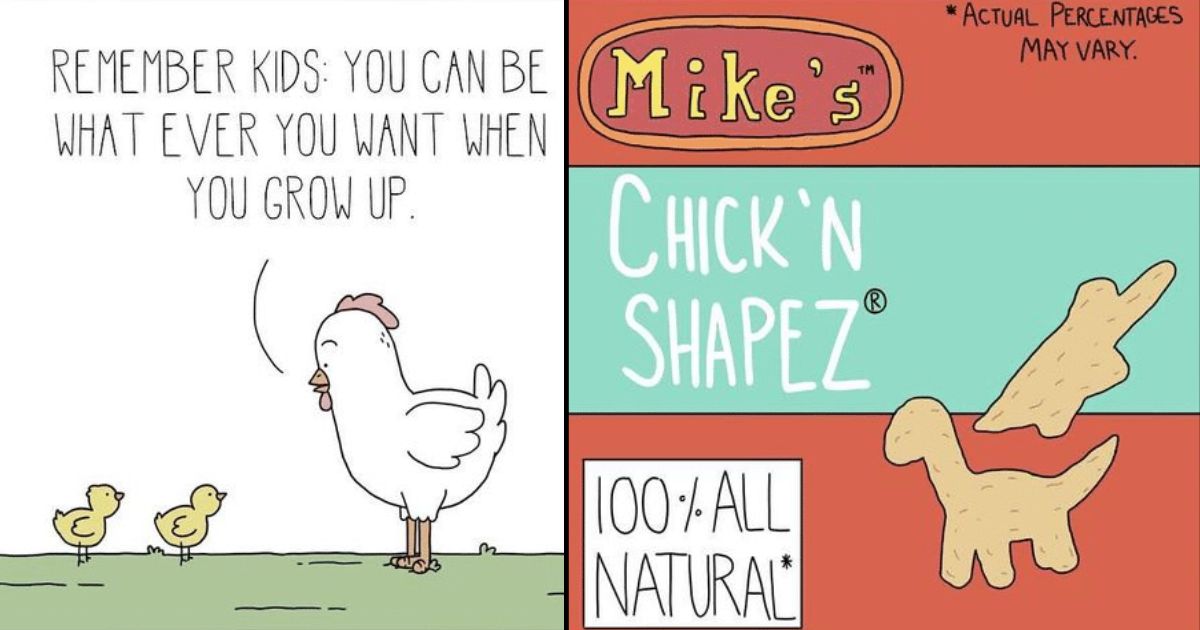 REMEMBER KIDS: YOU CAN BE
WHAT EVER YOU WANT WHEN
YOU GROW UP.
* ACTUAL PERCENTAGES
MAY VARY.
Mike's™
CHICK'N
SHAPEZ®
100% ALL
NATURAL*